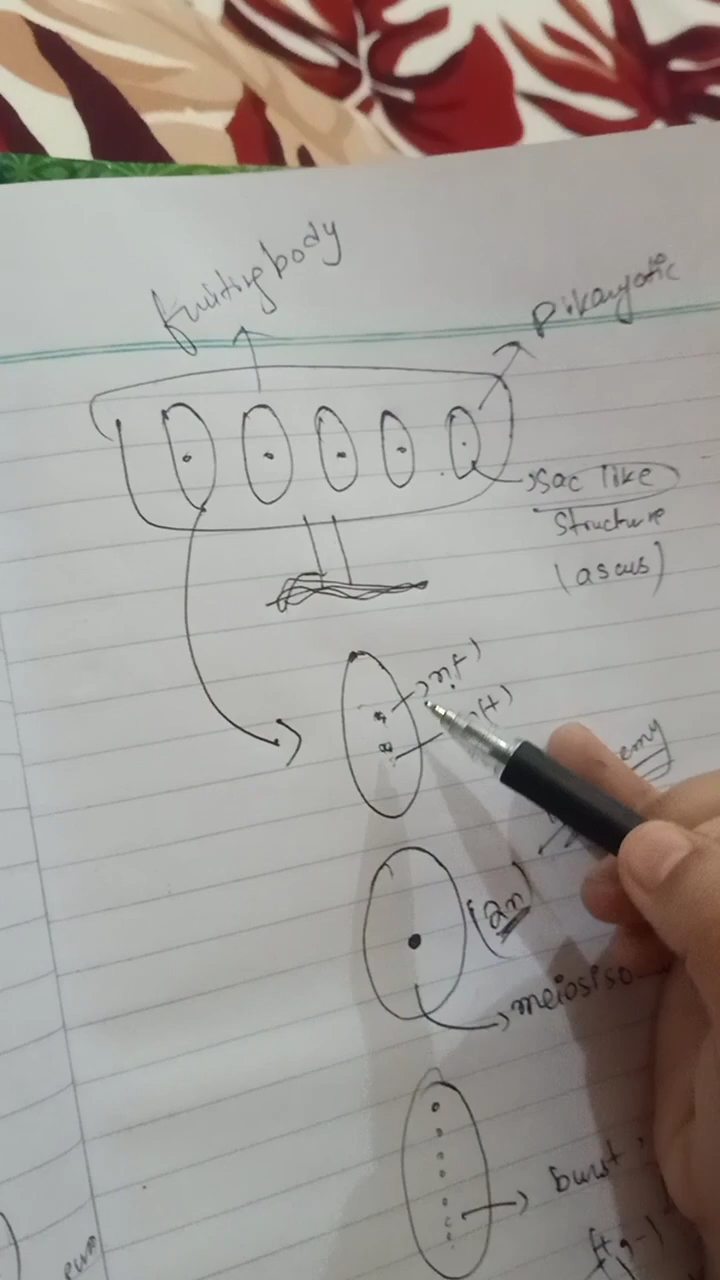 fruiting body
Dikaryotic
sac like
structure
(ascus)
(2n)
meiosis
burst